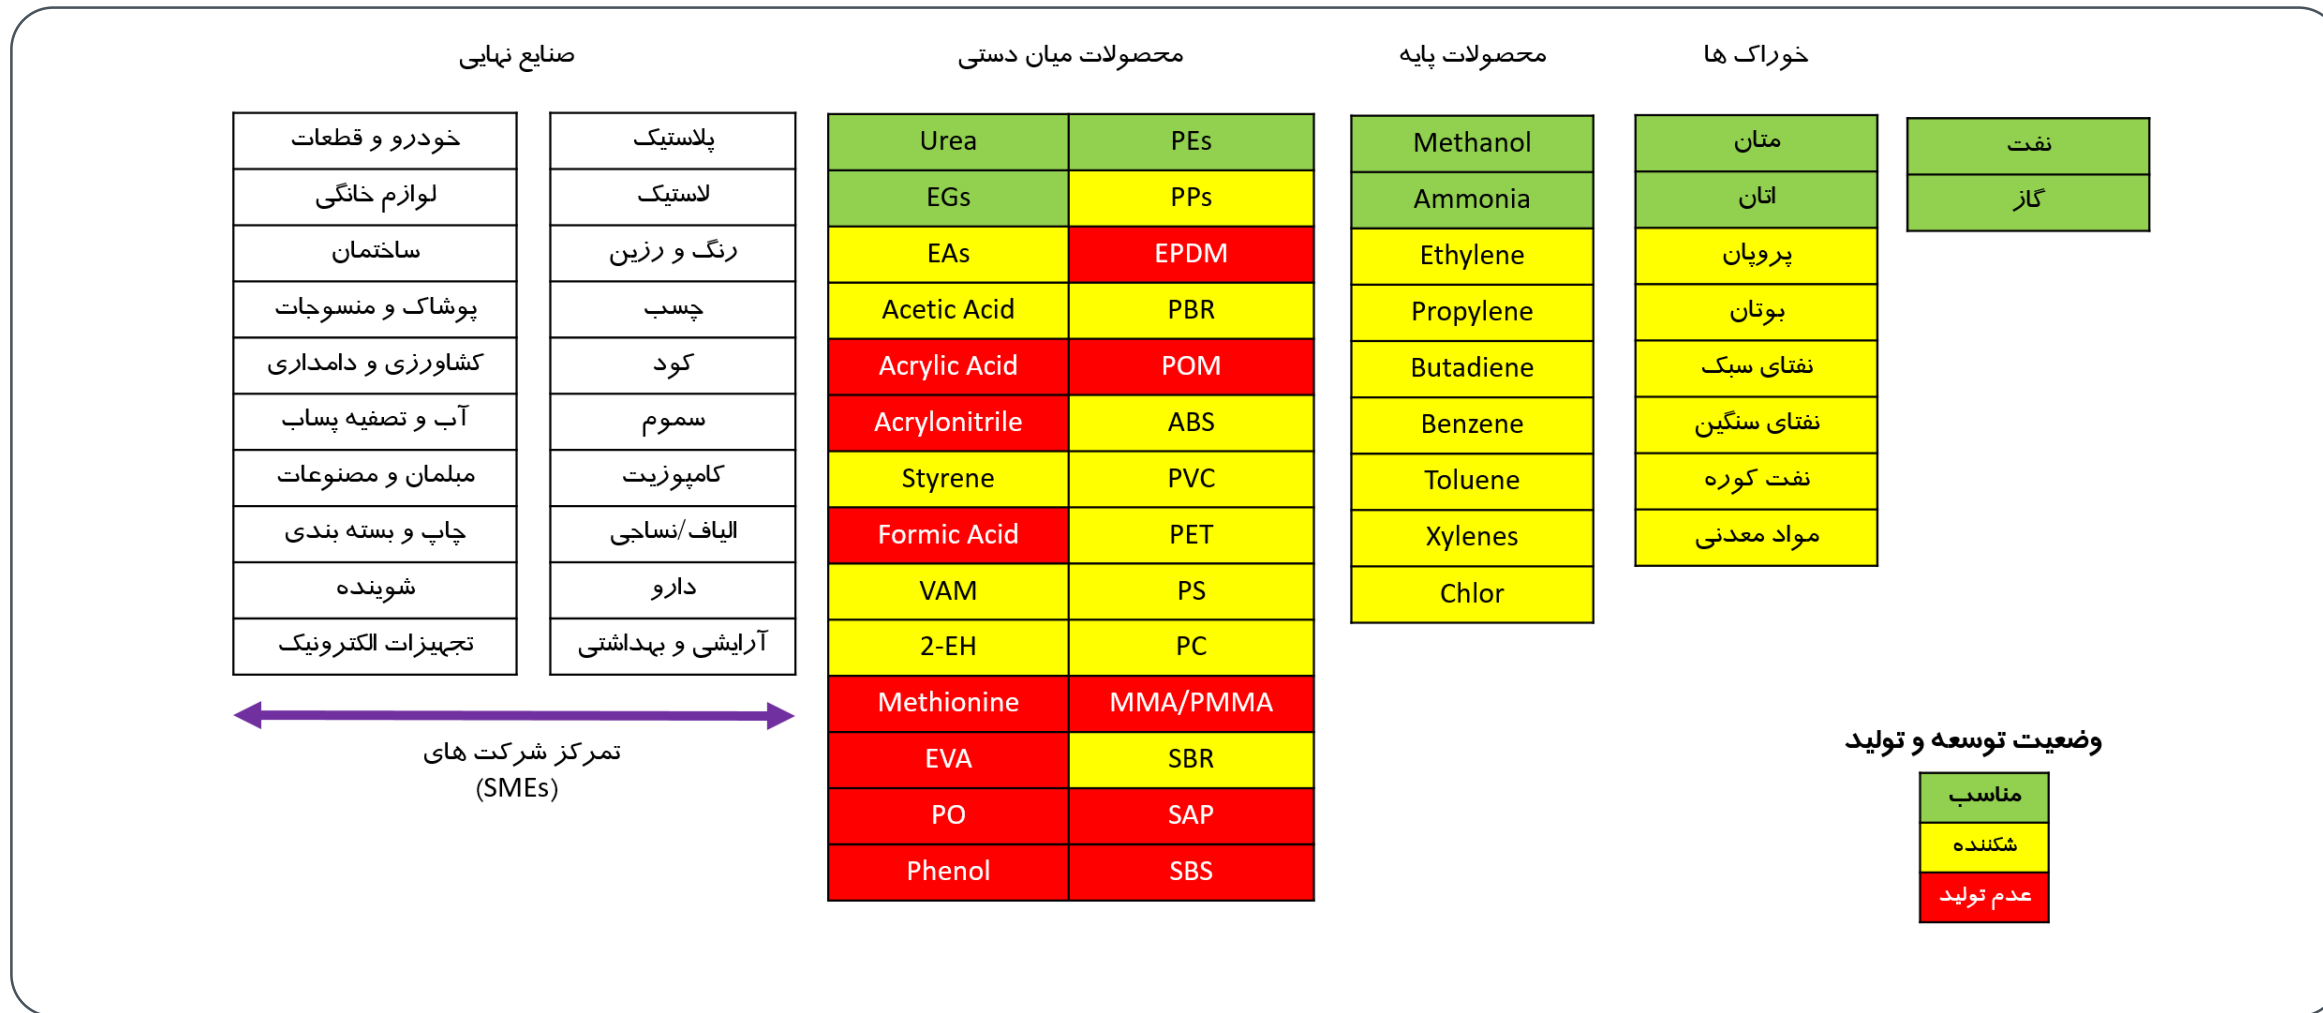 خوراک ها
محصولات پایه
محصولات میان دستی
صنایع نهایی
نفت
گاز
متان
اتان
پروپان
بوتان
نفتای سبک
نفتای سنگین
نفت کوره
مواد معدنی
Methanol
Ammonia
Ethylene
Propylene
Butadiene
Benzene
Toluene
Xylenes
Chlor
PEs
PPs
EPDM
PBR
POM
ABS
PVC
PET
PS
PC
MMA/PMMA
SBR
SAP
SBS
Urea
EGs
EAs
Acetic Acid
Acrylic Acid
Acrylonitrile
Styrene
Formic Acid
VAM
2-EH
Methionine
EVA
PO
Phenol
پلاستیک
لاستیک
رنگ و رزین
چسب
کود
سموم
کامپوزیت
الیاف/نساجی
دارو
آرایشی و بهداشتی
خودرو و قطعات
لوازم خانگی
ساختمان
پوشاک و منسوجات
کشاورزی و دامداری
آب و تصفیه پساب
مبلمان و مصنوعات
چاپ و بسته بندی
شوینده
تجهیزات الکترونیک
تمرکز شرکت های
(SMEs)
وضعیت توسعه و تولید
مناسب
شکننده
عدم تولید